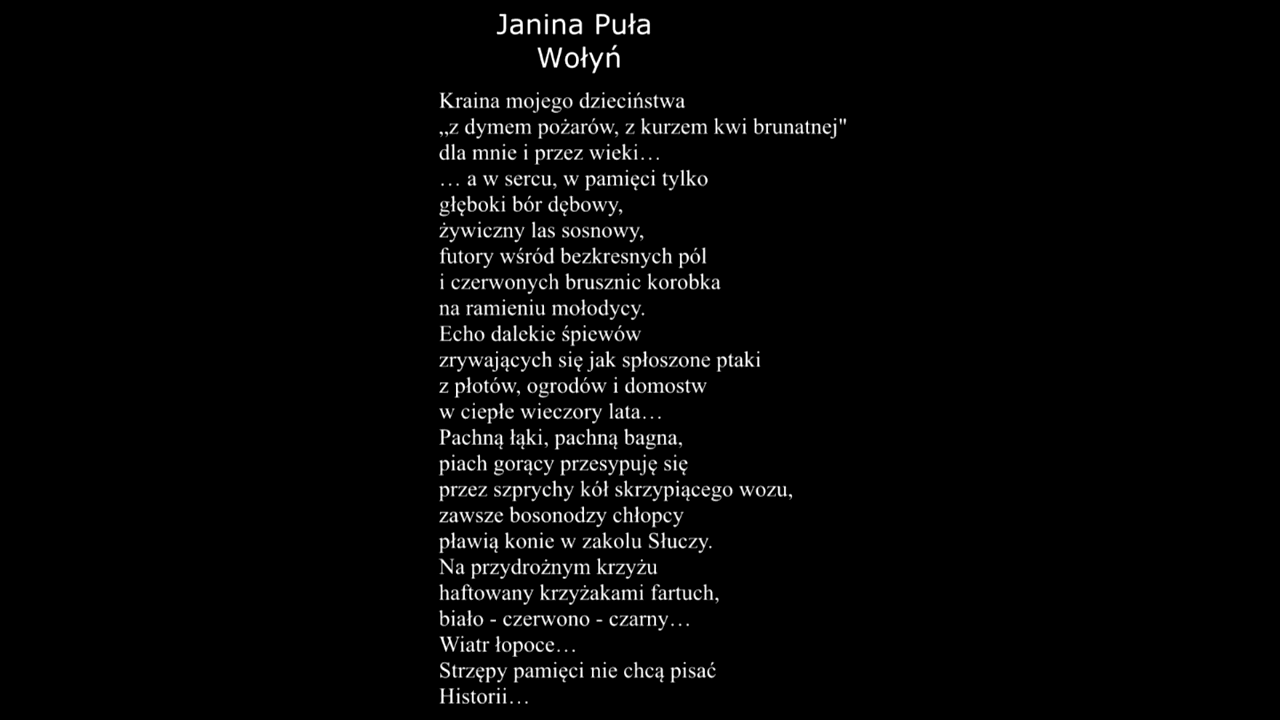 Janina Puła
Wołyń
Kraina mojego dzieciństwa
„z dymem pożarów, z kurzem kwi brunatnej"
dla mnie i przez wieki…
… a w sercu, w pamięci tylko
głęboki bór dębowy,
żywiczny las sosnowy,
futory wśród bezkresnych pól
i czerwonych brusznic korobka
na ramieniu mołodycy.
Echo dalekie śpiewów
zrywających się jak spłoszone ptaki
z płotów, ogrodów i domostw
w ciepłe wieczory lata…
Pachną łąki, pachną bagna,
piach gorący przesypuję się
przez szprychy kół skrzypiącego wozu,
zawsze bosonodzy chłopcy
pławią konie w zakolu Słuczy.
Na przydrożnym krzyżu
haftowany krzyżakami fartuch,
biało - czerwono - czarny…
Wiatr łopoce…
Strzępy pamięci nie chcą pisać
Historii…